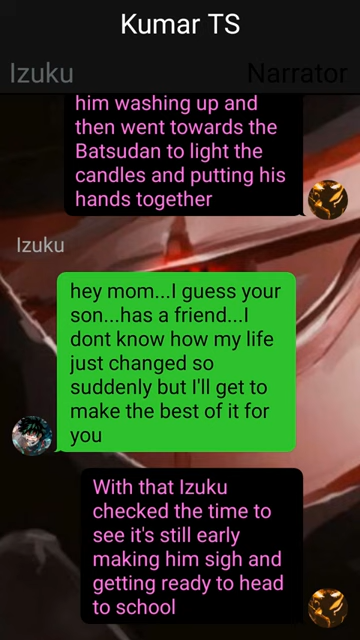 Kumar TS
Izuku
Narrator
him washing up and
then went towards the
Batsudan to light the
candles and putting his
hands together
Izuku
hey mom...I guess your
son...has a friend...I
dont know how my life
just changed so
suddenly but I'll get to
make the best of it for
you
With that Izuku
checked the time to
see it's still early
making him sigh and
getting ready to head
to school